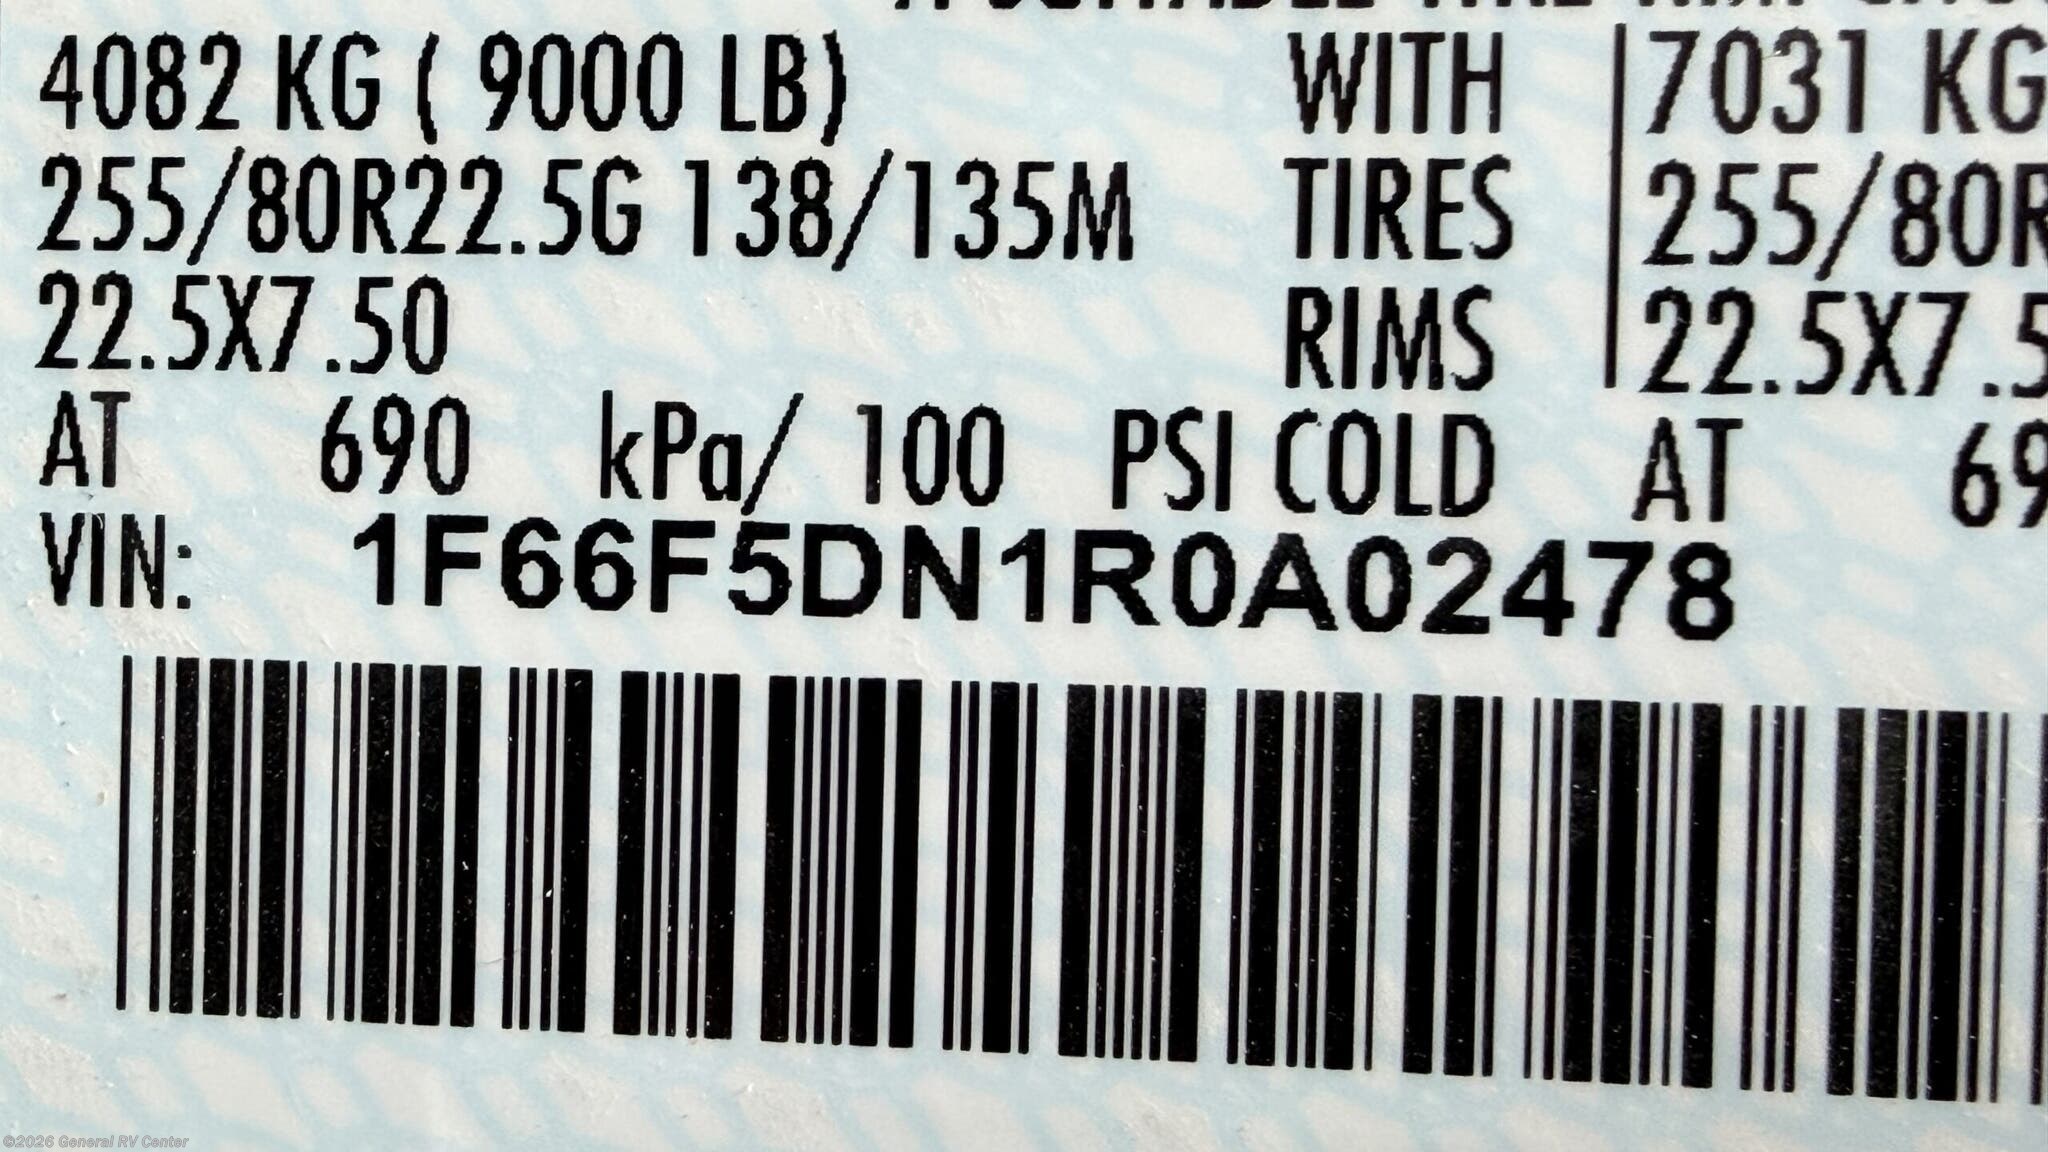 4082 KG ( 9000 LB) WITH 7031 KG
255/80R22.5G 138/135M TIRES 255/80R
22.5X7.50 RIMS 22.5X7.5
AT 690 kPa/ 100 PSI COLD AT 69
VIN: 1F66F5DN1R0A02478
©2026 General RV Center